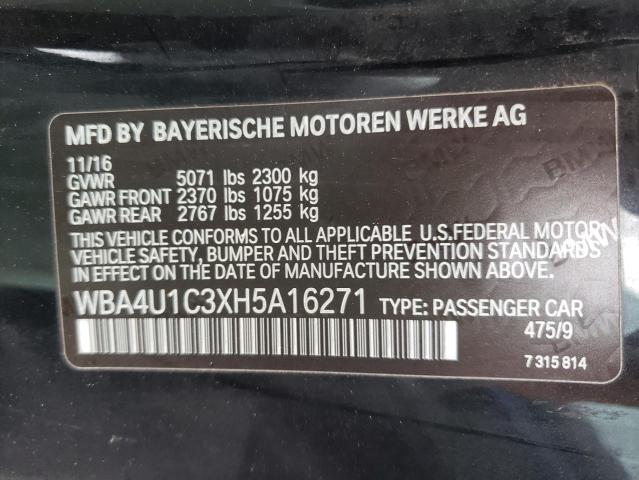 MFD BY BAYERISCHE MOTOREN WERKE AG
11/16
GVWR 5071 lbs 2300 kg
GAWR FRONT 2370 lbs 1075 kg
GAWR REAR 2767 lbs 1255 kg
THIS VEHICLE CONFORMS TO ALL APPLICABLE U.S.FEDERAL MOTOR
VEHICLE SAFETY, BUMPER AND THEFT PREVENTION STANDARDS
IN EFFECT ON THE DATE OF MANUFACTURE SHOWN ABOVE.
WBA4U1C3XH5A16271 TYPE: PASSENGER CAR
475/9
7 315 814